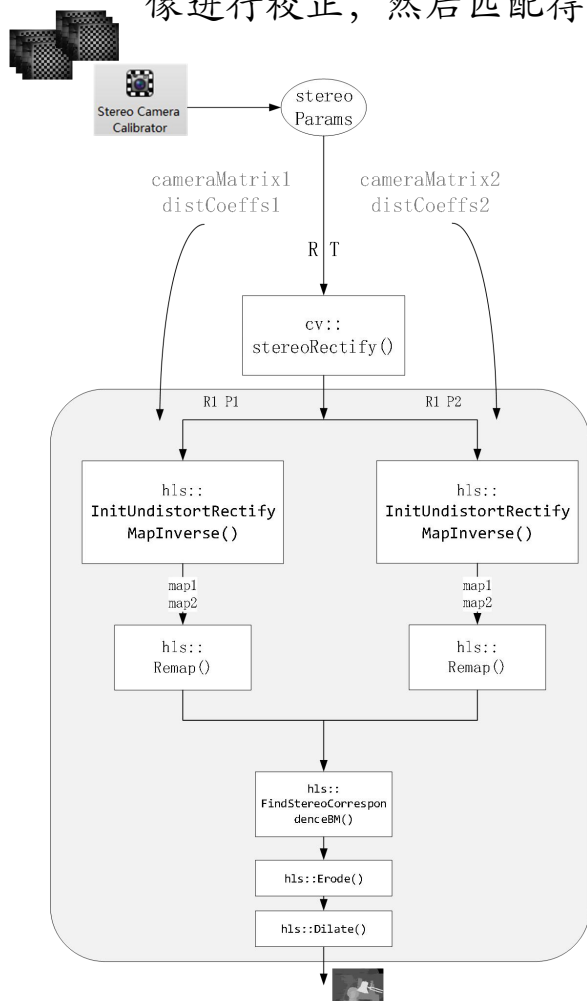 像进行校正，然后匹配得
Stereo Camera
Calibrator
stereo
Params
cameraMatrix1
distCoeffs1
cameraMatrix2
distCoeffs2
R T
cv::
stereoRectify()
R1 P1
R1 P2
hls::
InitUndistortRectify
MapInverse()
hls::
InitUndistortRectify
MapInverse()
map1
map2
map1
map2
hls::
Remap()
hls::
Remap()
hls::
FindStereoCorrespon
denceBM()
hls::Erode()
hls::Dilate()